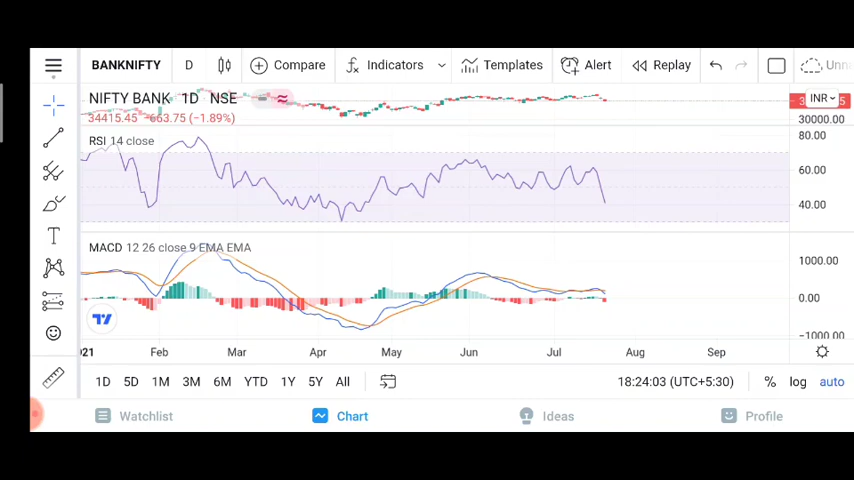 BANKNIFTY D Compare Indicators Templates Alert Replay
NIFTY BANK 1D NSE INR
34415.45 −663.75 (−1.89%) 30000.00
RSI 14 close 80.00
60.00
40.00
MACD 12 26 close 9 EMA EMA
1000.00
0.00
−1000.00
Feb Mar Apr May Jun Jul Aug Sep
1D 5D 1M 3M 6M YTD 1Y 5Y All 18:24:03 (UTC+5:30) % log auto
Watchlist Chart Ideas Profile